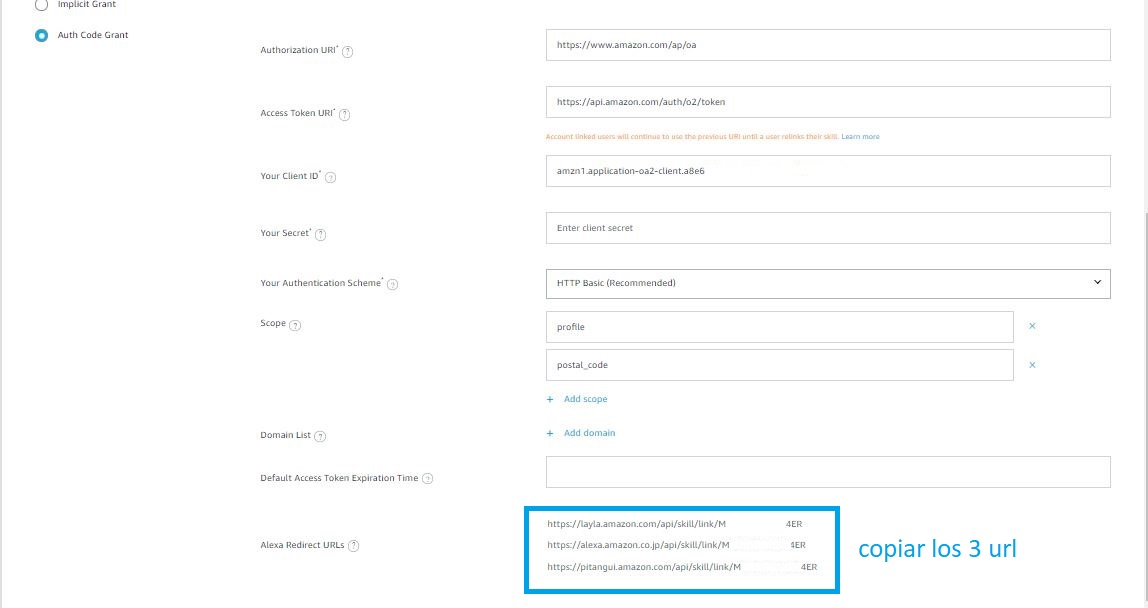 Implicit Grant
Auth Code Grant
Authorization URI* ?
https://www.amazon.com/ap/oa
Access Token URI* ?
https://api.amazon.com/auth/o2/token
Account linked users will continue to use the previous URI until a user relinks their skill. Learn more
Your Client ID* ?
amzn1.application-oa2-client.a8e6
Your Secret* ?
Enter client secret
Your Authentication Scheme* ?
HTTP Basic (Recommended)
Scope ?
profile
postal_code
+ Add scope
Domain List ?
+ Add domain
Default Access Token Expiration Time ?
Alexa Redirect URLs ?
https://layla.amazon.com/api/skill/link/M 4ER
https://alexa.amazon.co.jp/api/skill/link/M 4ER
https://pitangui.amazon.com/api/skill/link/M 4ER
copiar los 3 url